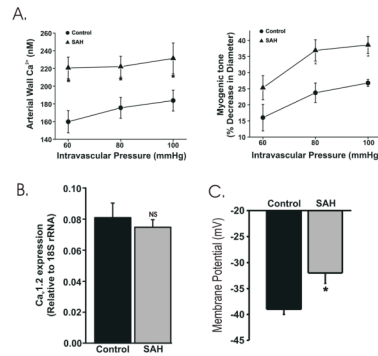 A.
Control
SAH
Arterial Wall Ca²⁺
(nM)
260
240
220
200
180
160
140
60
80
100
Intravascular Pressure (mmHg)
Control
SAH
Myogenic tone
(% Decrease in Diameter)
40
35
30
25
20
15
10
60
80
100
Intravascular Pressure (mmHg)
B.
Caᵥ1.2 expression
(Relative to 18S rRNA)
0.10
0.08
0.06
0.04
0.02
0.00
NS
Control
SAH
C.
Control
SAH
Membrane Potential (mV)
-20
-25
-30
-35
-40
-45
*